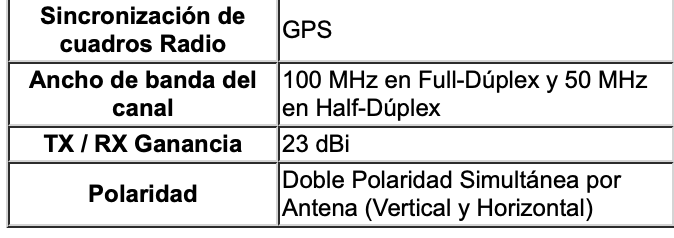 Sincronización de
cuadros Radio
GPS
Ancho de banda del
canal
100 MHz en Full-Dúplex y 50 MHz
en Half-Dúplex
TX / RX Ganancia
23 dBi
Polaridad
Doble Polaridad Simultánea por
Antena (Vertical y Horizontal)